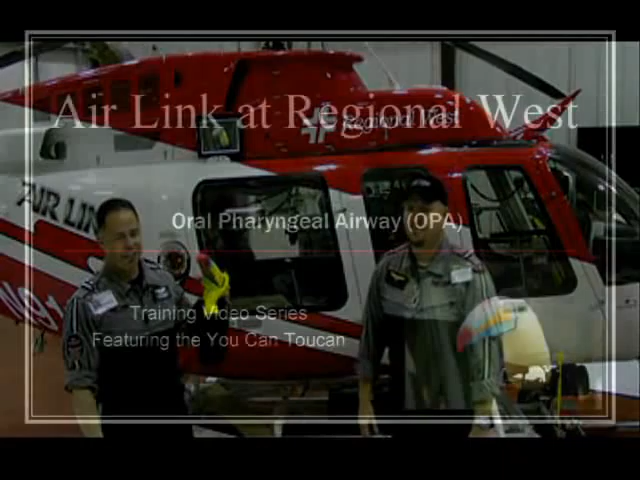 Air Link at Regional West
Regional West
AIR LIN
Oral Pharyngeal Airway (OPA)
N91
Training Video Series
Featuring the You Can Toucan